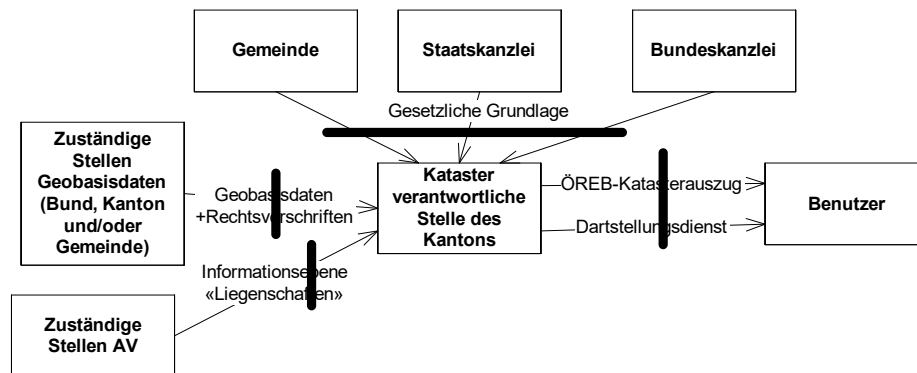 Gemeinde
Staatskanzlei
Bundeskanzlei
Gesetzliche Grundlage
Zuständige
Stellen
Geobasisdaten
(Bund, Kanton
und/oder
Gemeinde)
Geobasisdaten
+Rechtsvorschriften
Kataster
verantwortliche
Stelle des
Kantons
ÖREB-Katasterauszug
Dartstellungsdienst
Benutzer
Informationsebene
«Liegenschaften»
Zuständige
Stellen AV